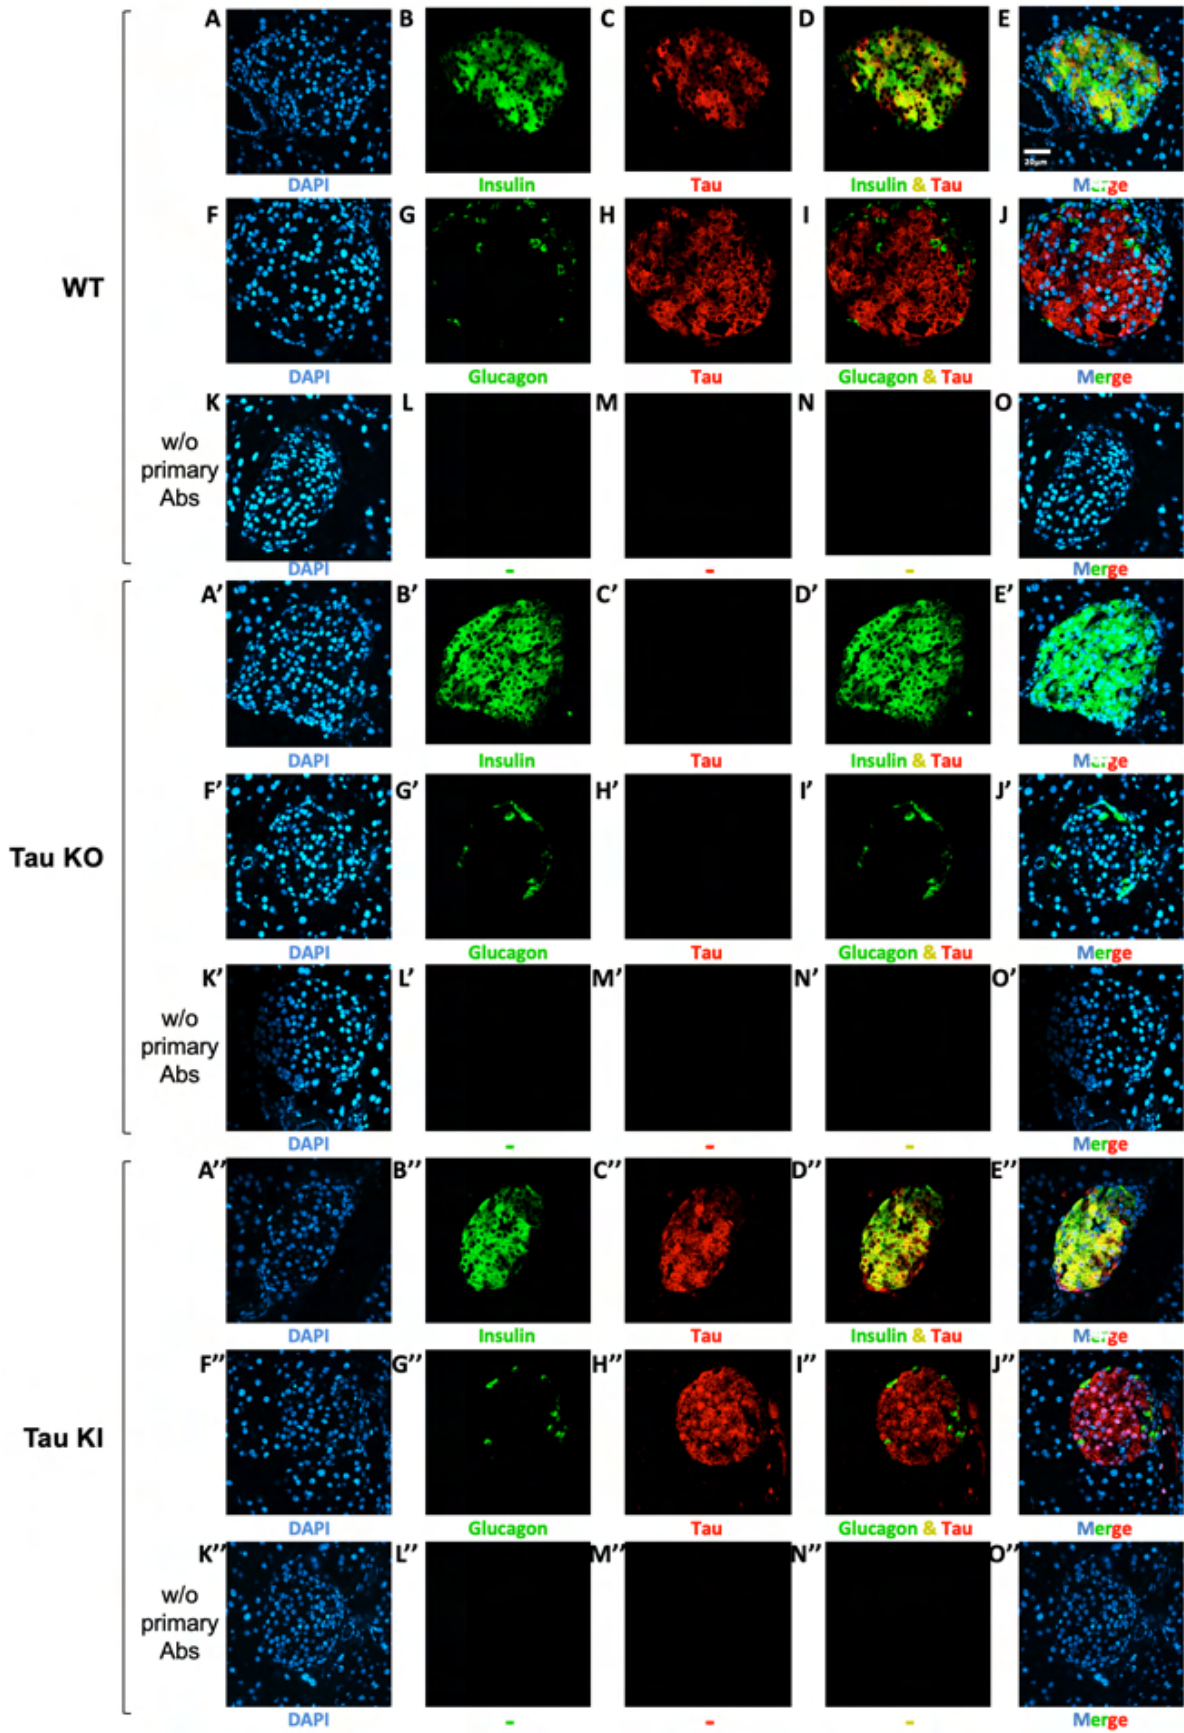 A B C D E
20μm
DAPI Insulin Tau Insulin & Tau Merge
F G H I J
WT
DAPI Glucagon Tau Glucagon & Tau Merge
K L M N O
w/o
primary
Abs
DAPI - - - Merge
A' B' C' D' E'
DAPI Insulin Tau Insulin & Tau Merge
F' G' H' I' J'
Tau KO
DAPI Glucagon Tau Glucagon & Tau Merge
K' L' M' N' O'
w/o
primary
Abs
DAPI - - - Merge
A'' B'' C'' D'' E''
DAPI Insulin Tau Insulin & Tau Merge
F'' G'' H'' I'' J''
Tau KI
DAPI Glucagon Tau Glucagon & Tau Merge
K'' L'' M'' N'' O''
w/o
primary
Abs
DAPI - - - Merge